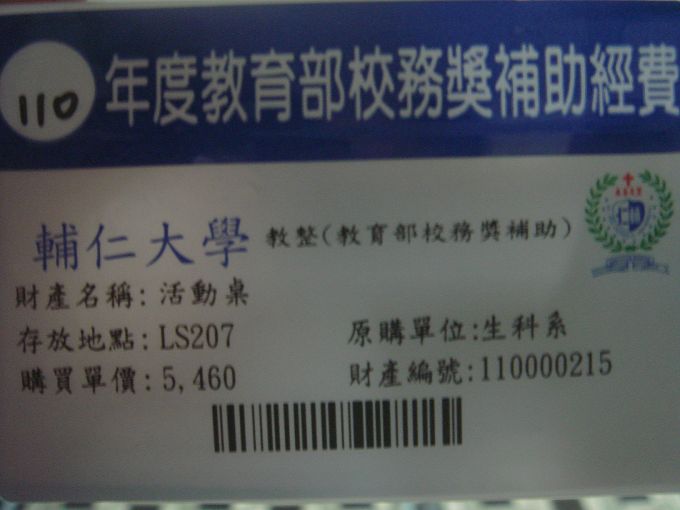 110 年度教育部校務獎補助經費
輔仁大學 教整(教育部校務獎補助)
財產名稱: 活動桌
存放地點: LS207 原購單位:生科系
購買單價: 5,460 財產編號:110000215